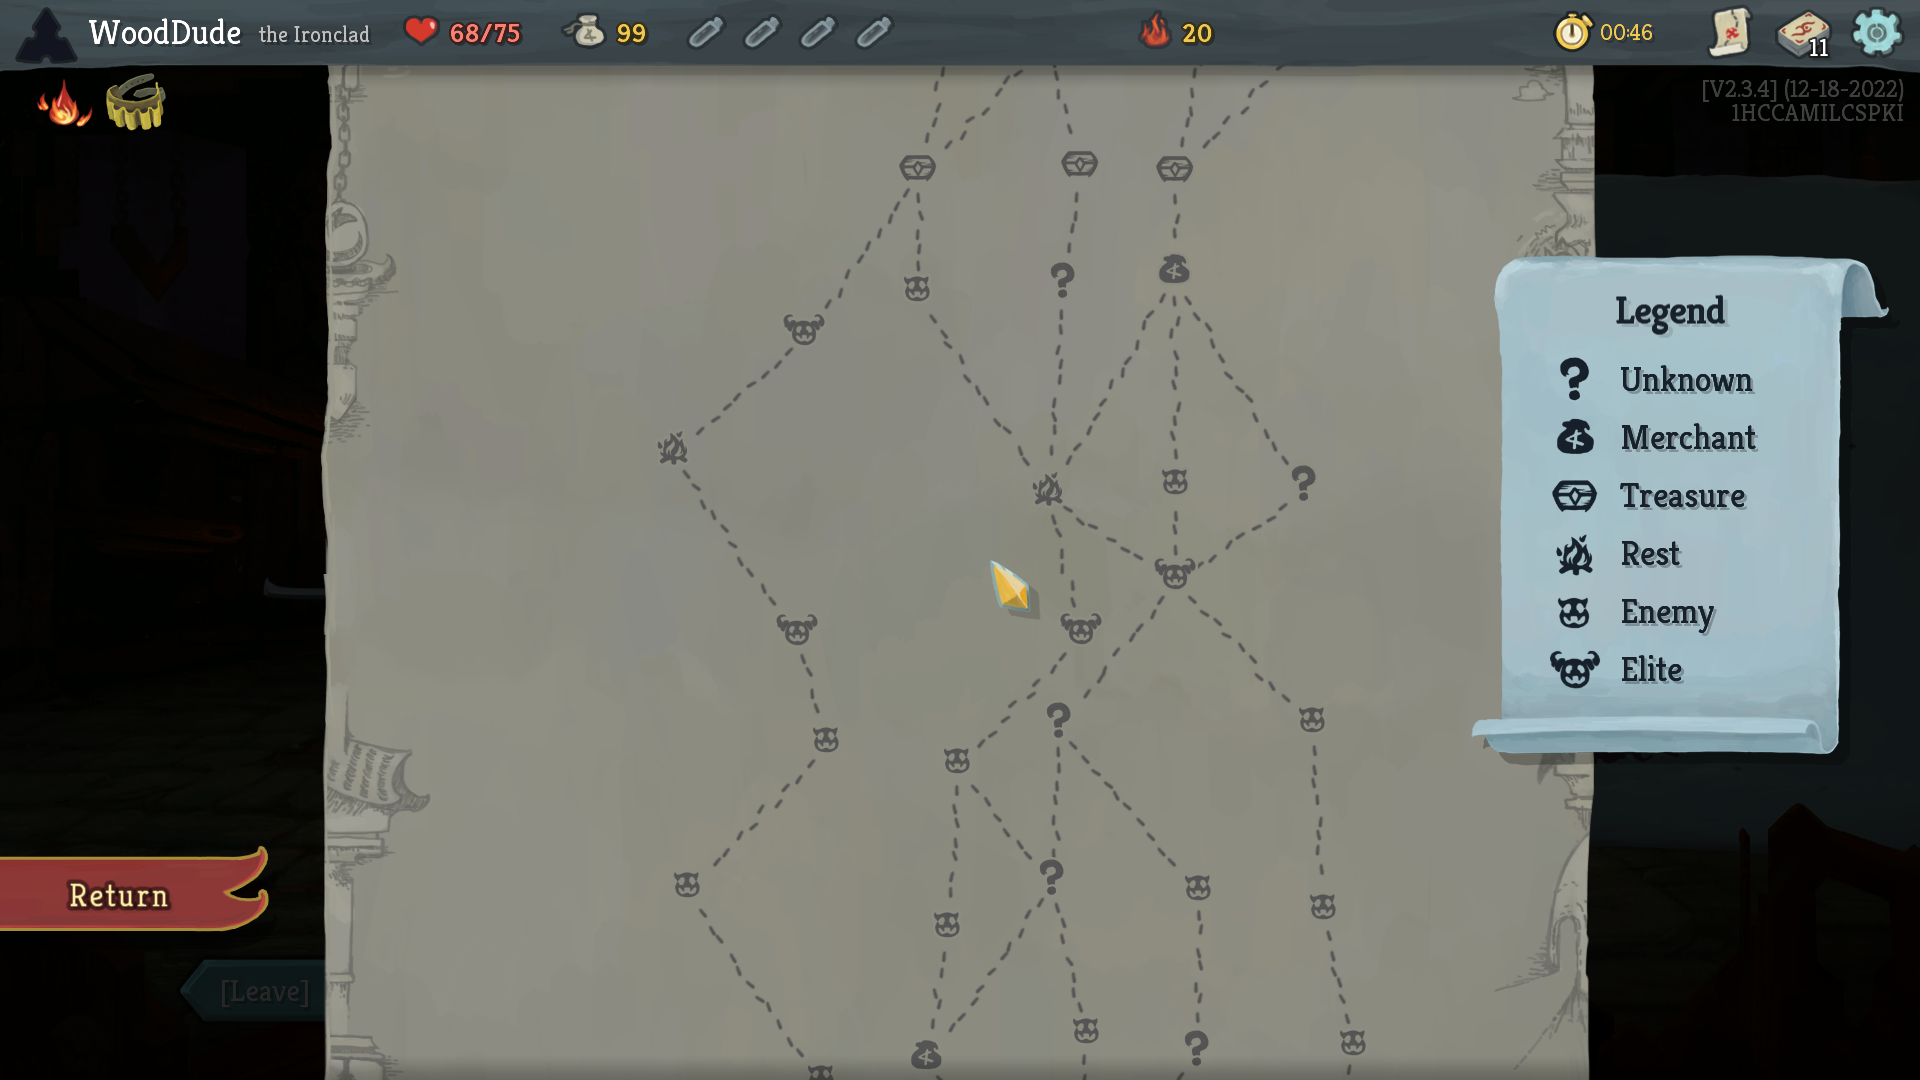 WoodDude the Ironclad 68/75 99 20 00:46 11
[V2.3.4] (12-18-2022)
1HCCAMILCSPKI
Legend
Unknown
Merchant
Treasure
Rest
Enemy
Elite
Return
[Leave]